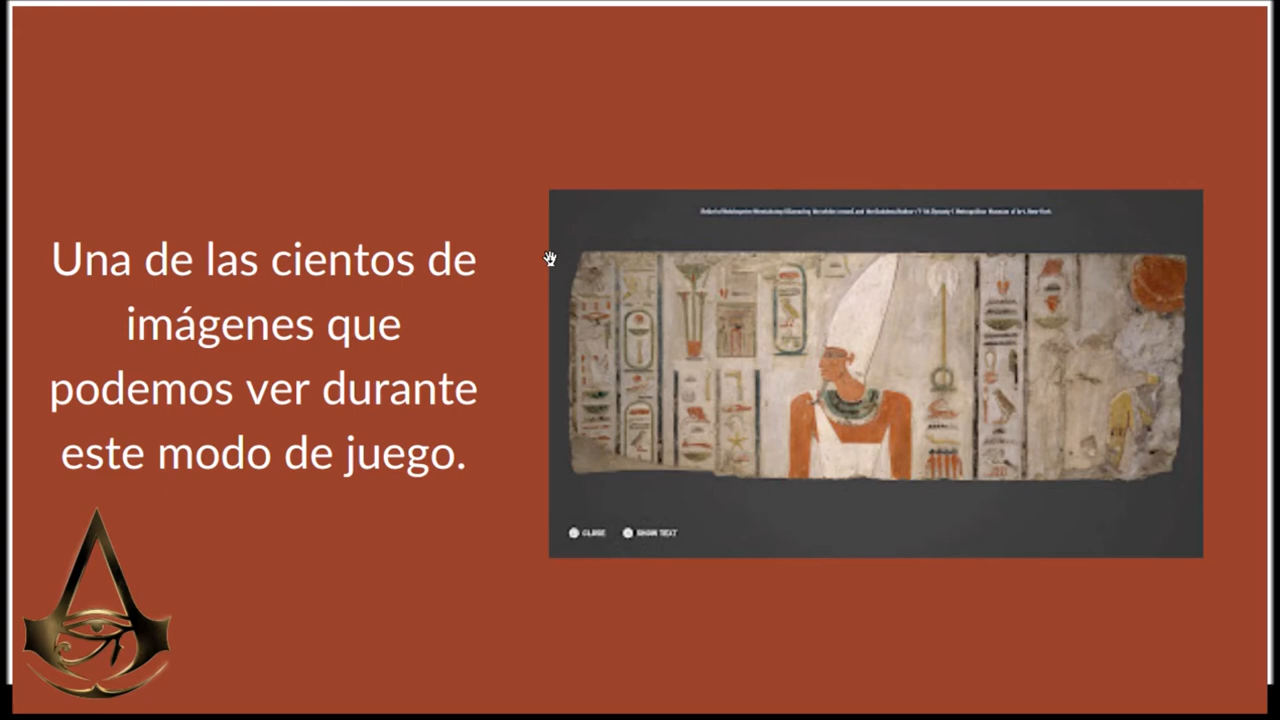 Una de las cientos de
imágenes que
podemos ver durante
este modo de juego.
CLOSE
SHOW TEXT